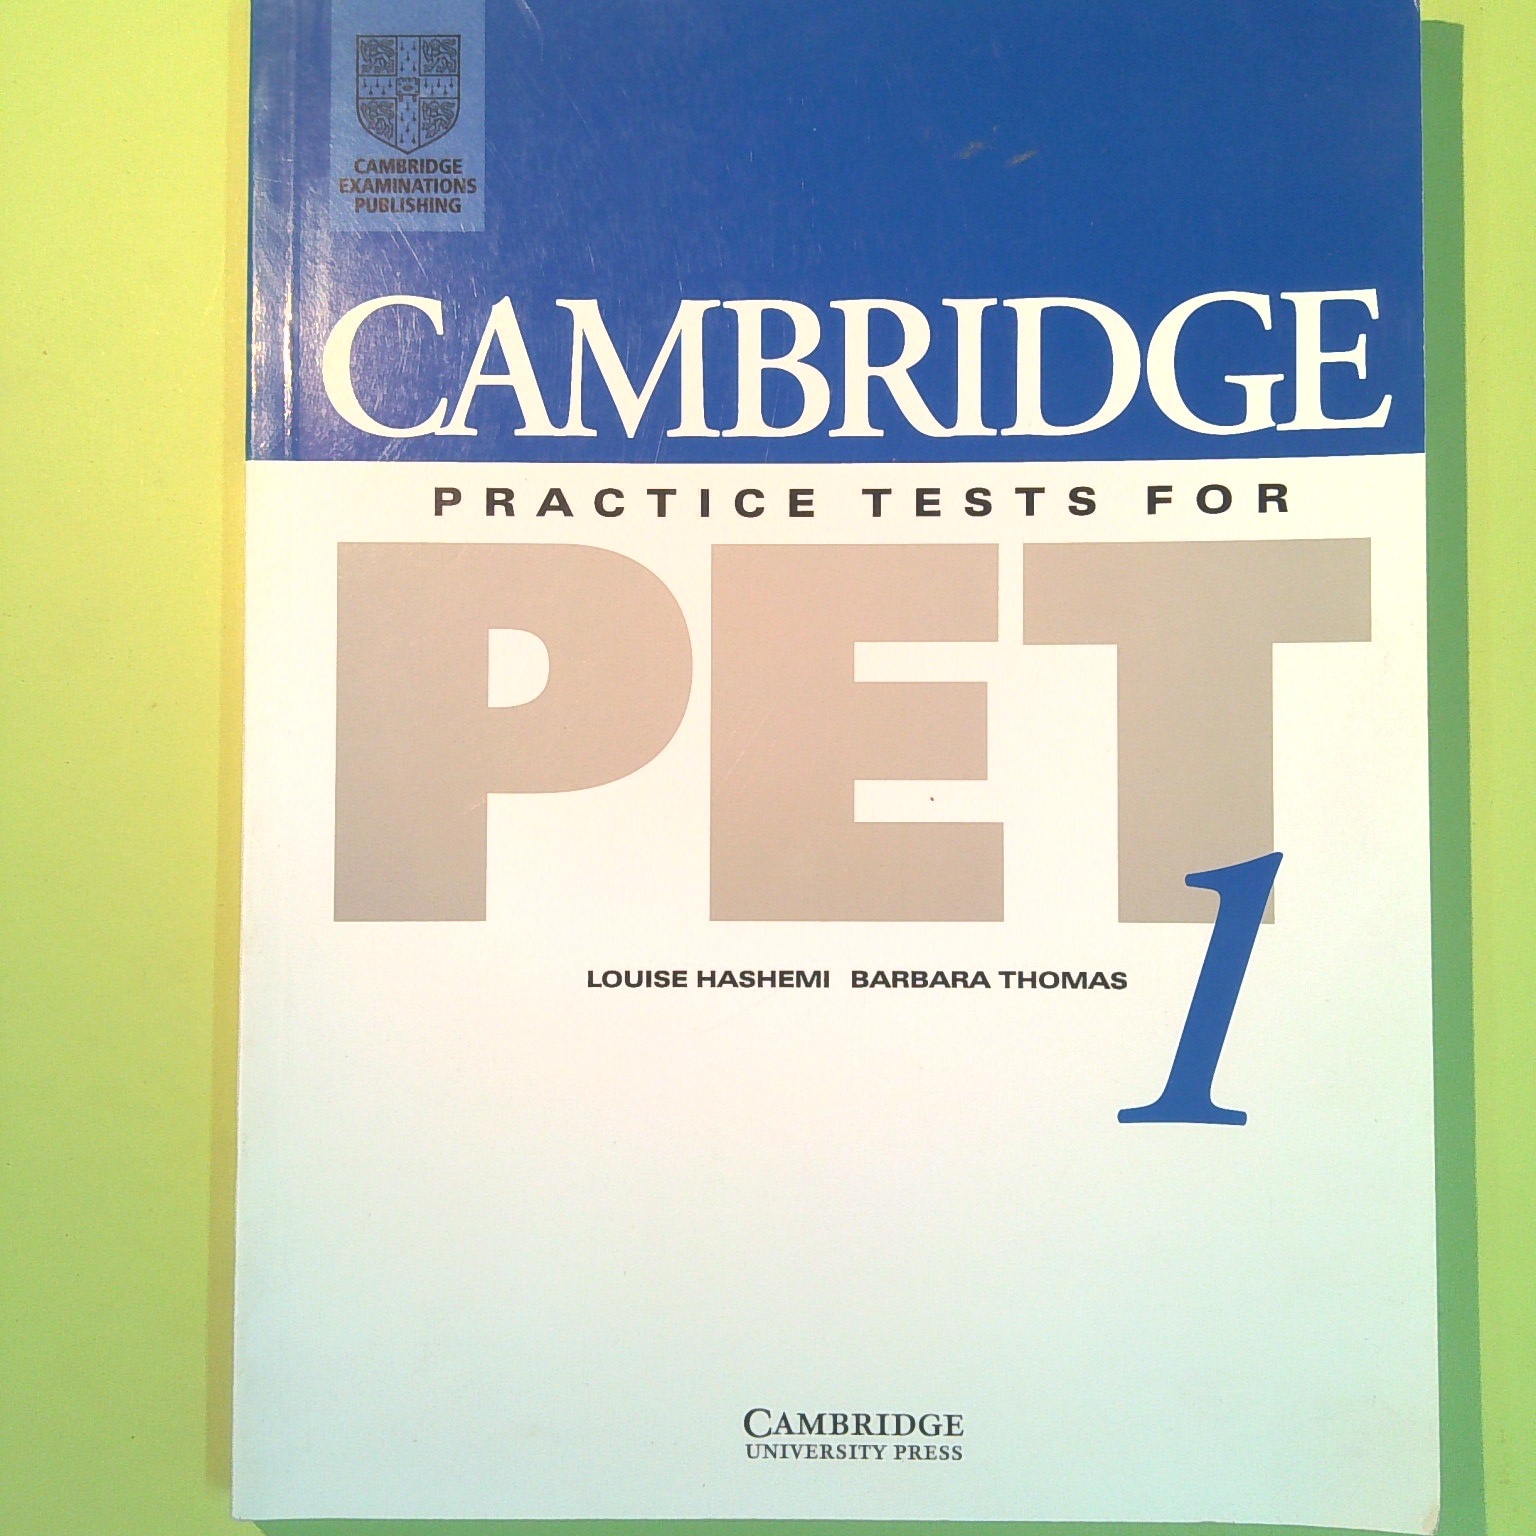 CAMBRIDGE
EXAMINATIONS
PUBLISHING
CAMBRIDGE
PRACTICE TESTS FOR
PET
1
LOUISE HASHEMI BARBARA THOMAS
CAMBRIDGE
UNIVERSITY PRESS